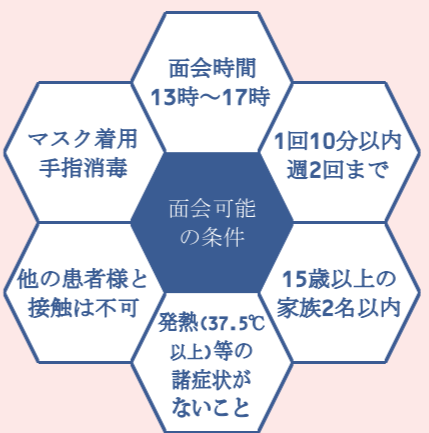 面会時間
13時～17時
1回10分以内
週2回まで
15歳以上の
家族2名以内
発熱(37.5℃
以上)等の
諸症状が
ないこと
他の患者様と
接触は不可
マスク着用
手指消毒
面会可能
の条件